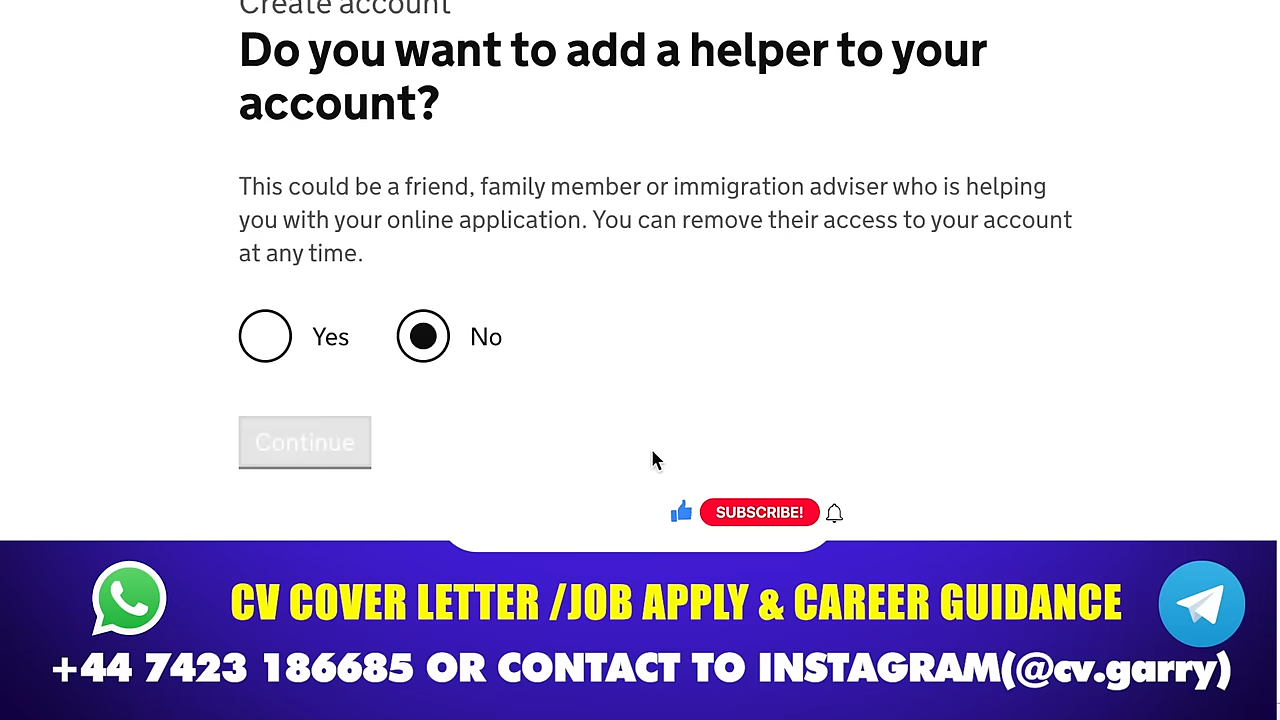 Create account
Do you want to add a helper to your
account?
This could be a friend, family member or immigration adviser who is helping
you with your online application. You can remove their access to your account
at any time.
Yes No
Continue
SUBSCRIBE!
CV COVER LETTER /JOB APPLY & CAREER GUIDANCE
+44 7423 186685 OR CONTACT TO INSTAGRAM(@cv.garry)